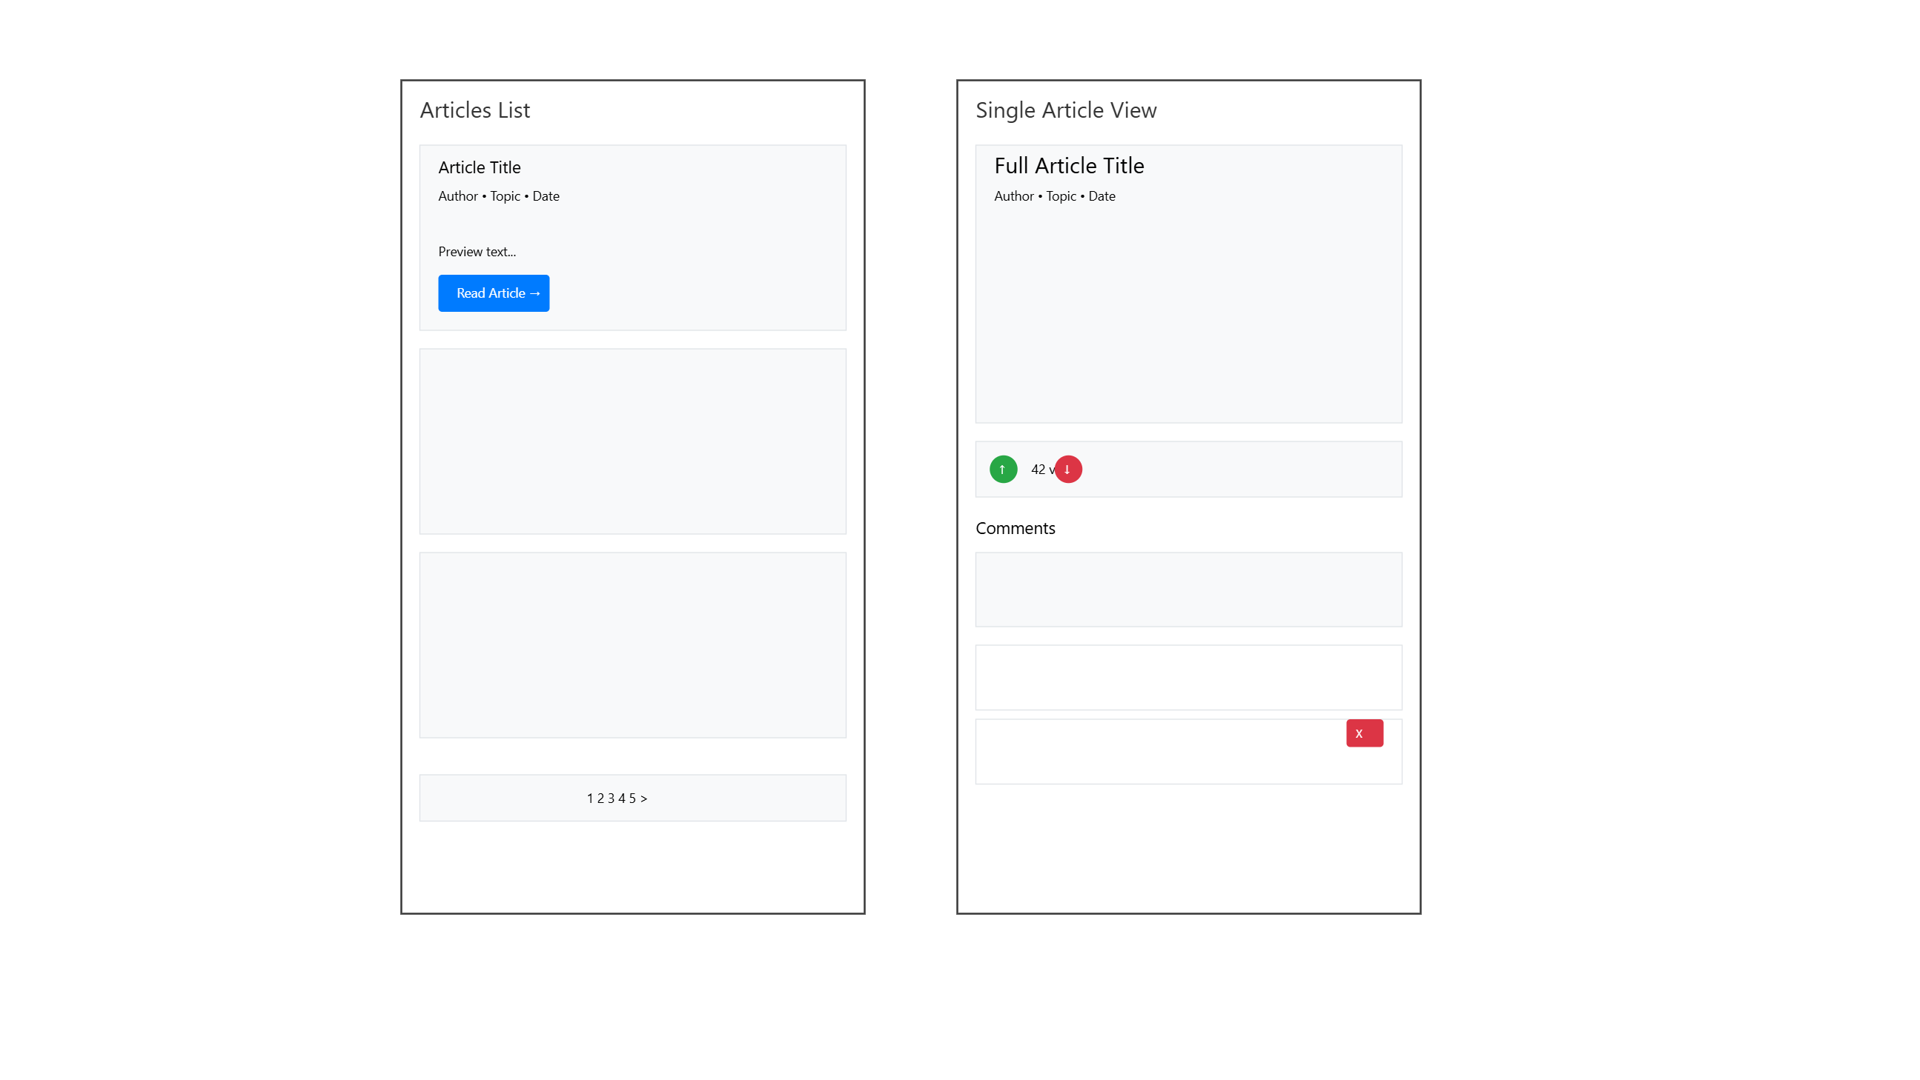 Articles List
Article Title
Author • Topic • Date
Preview text...
Read Article →
1 2 3 4 5 >
Single Article View
Full Article Title
Author • Topic • Date
↑
42 v
↓
Comments
X